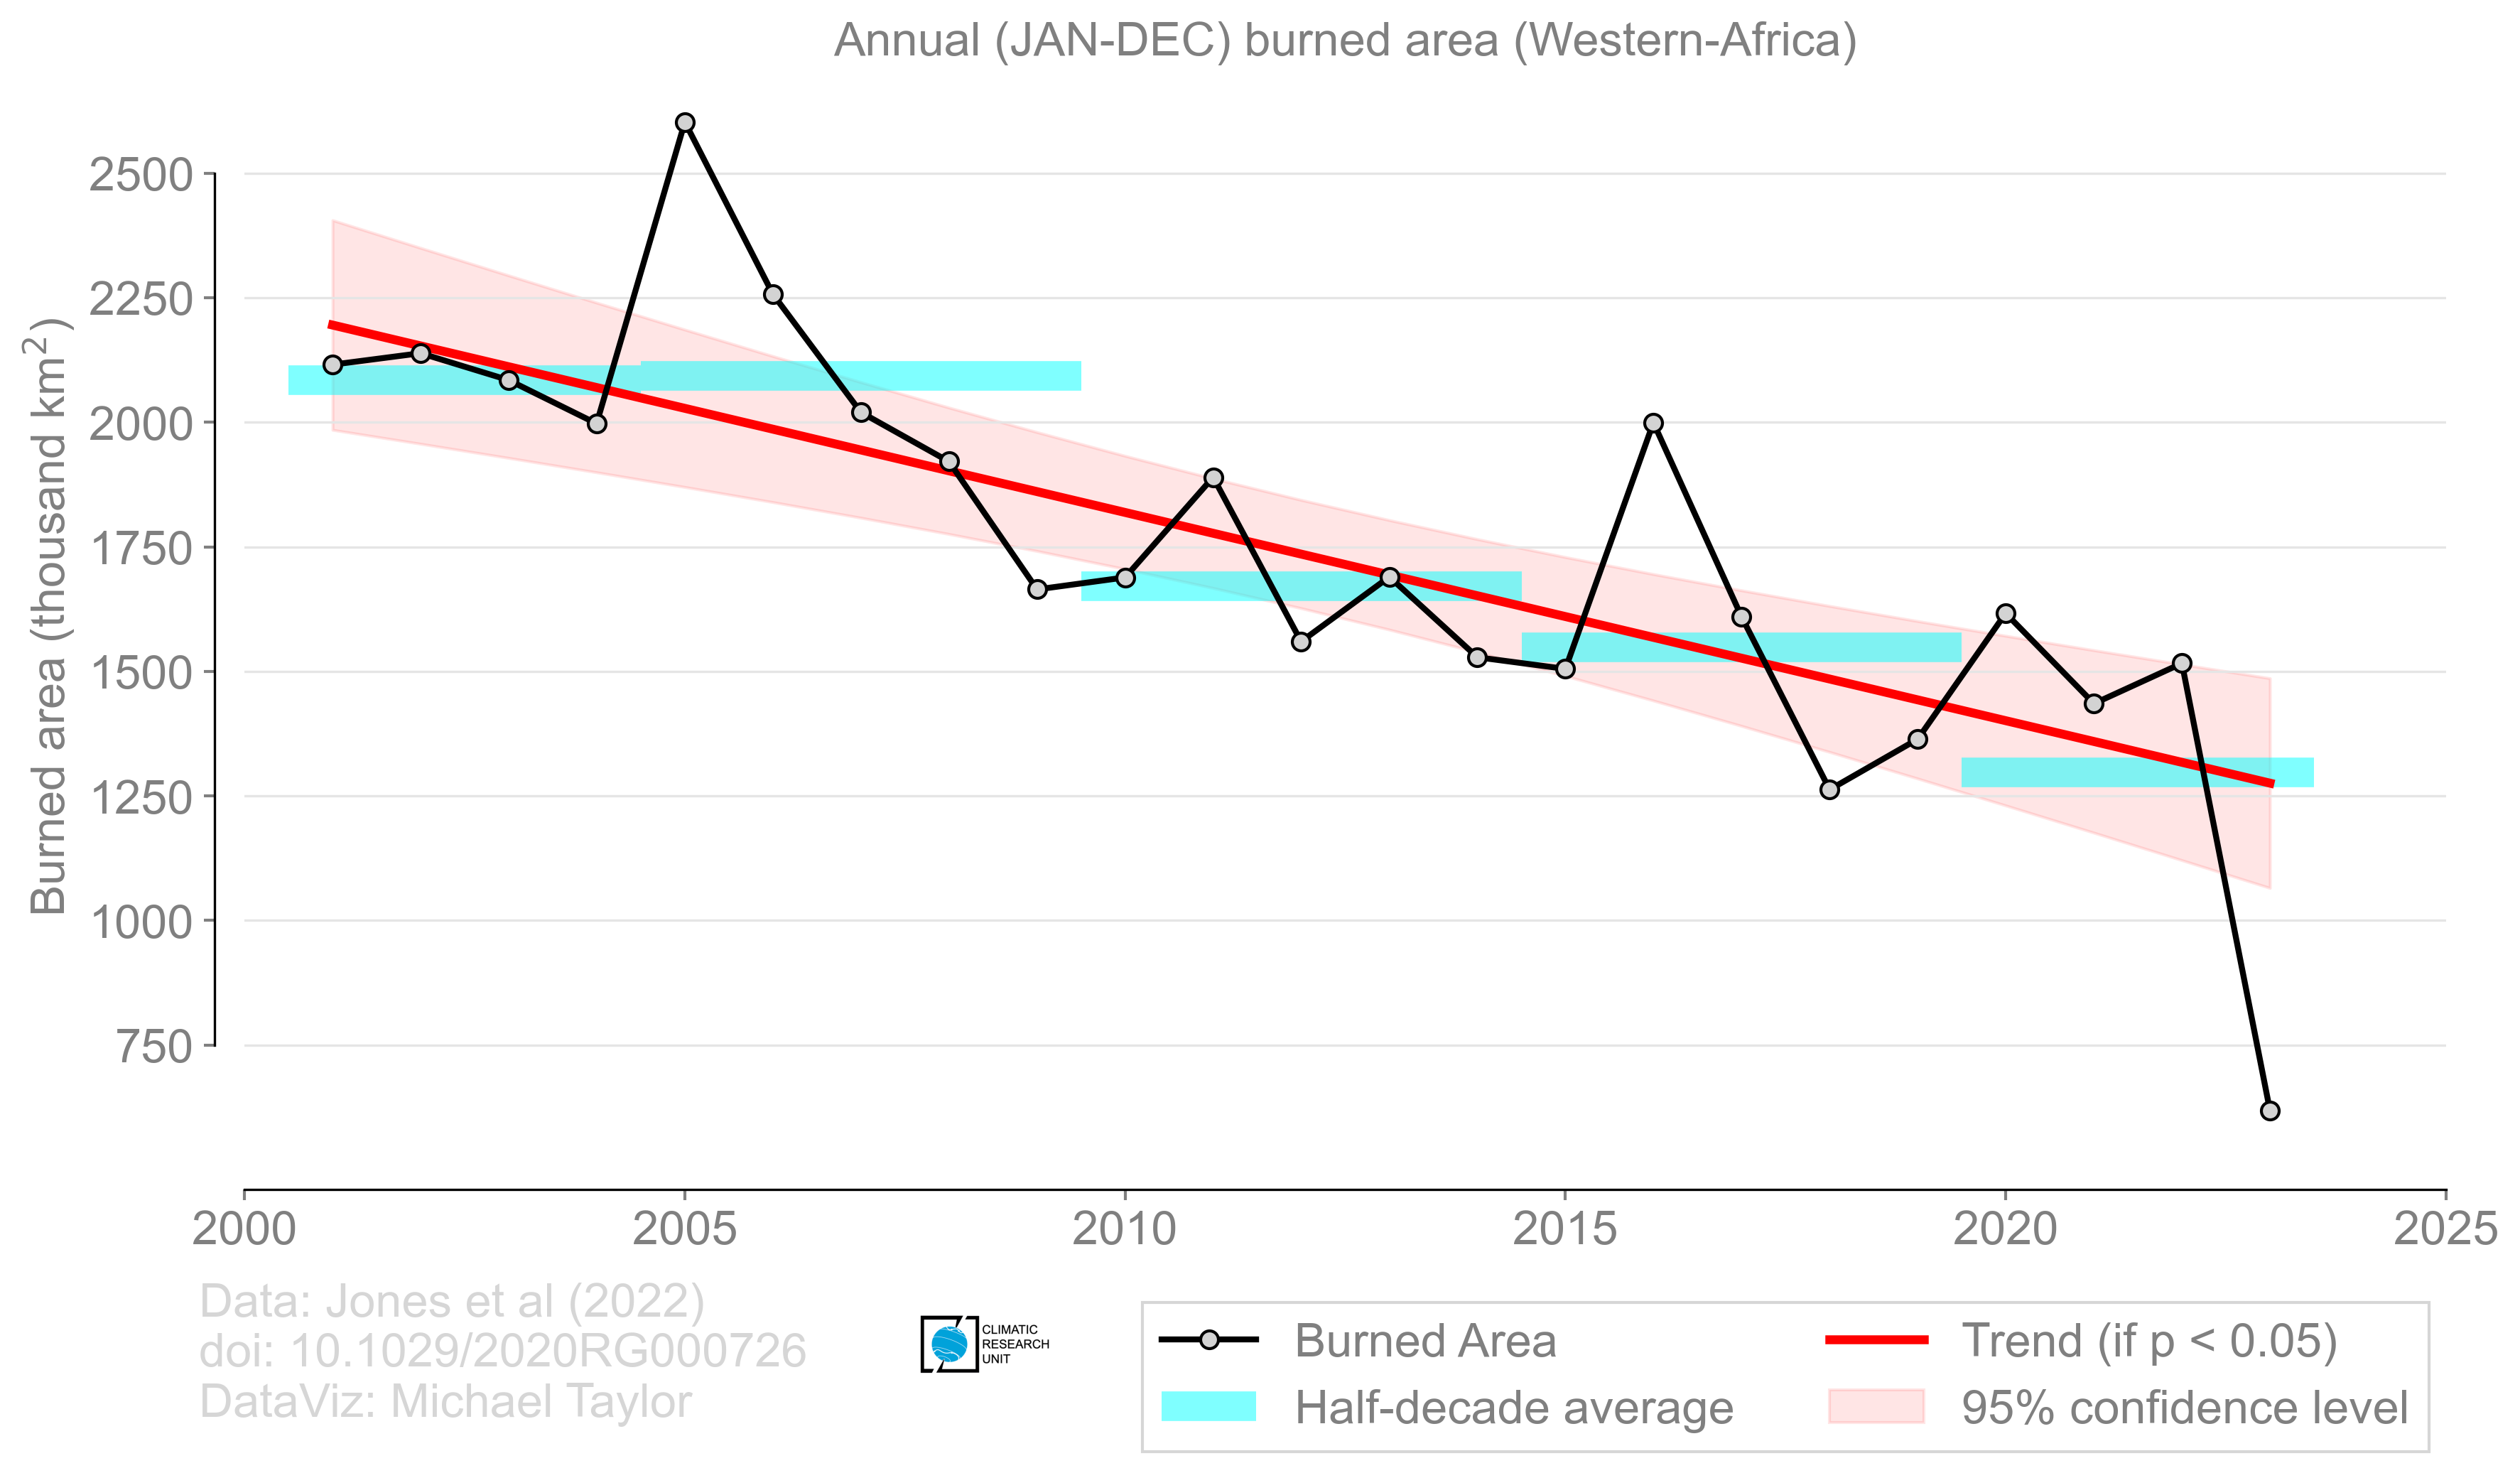 Annual (JAN-DEC) burned area (Western-Africa)
Burned area (thousand km²)
2500
2250
2000
1750
1500
1250
1000
750
2000 2005 2010 2015 2020 2025
Data: Jones et al (2022)
doi: 10.1029/2020RG000726
DataViz: Michael Taylor
CLIMATIC
RESEARCH
UNIT
Burned Area
Half-decade average
Trend (if p < 0.05)
95% confidence level